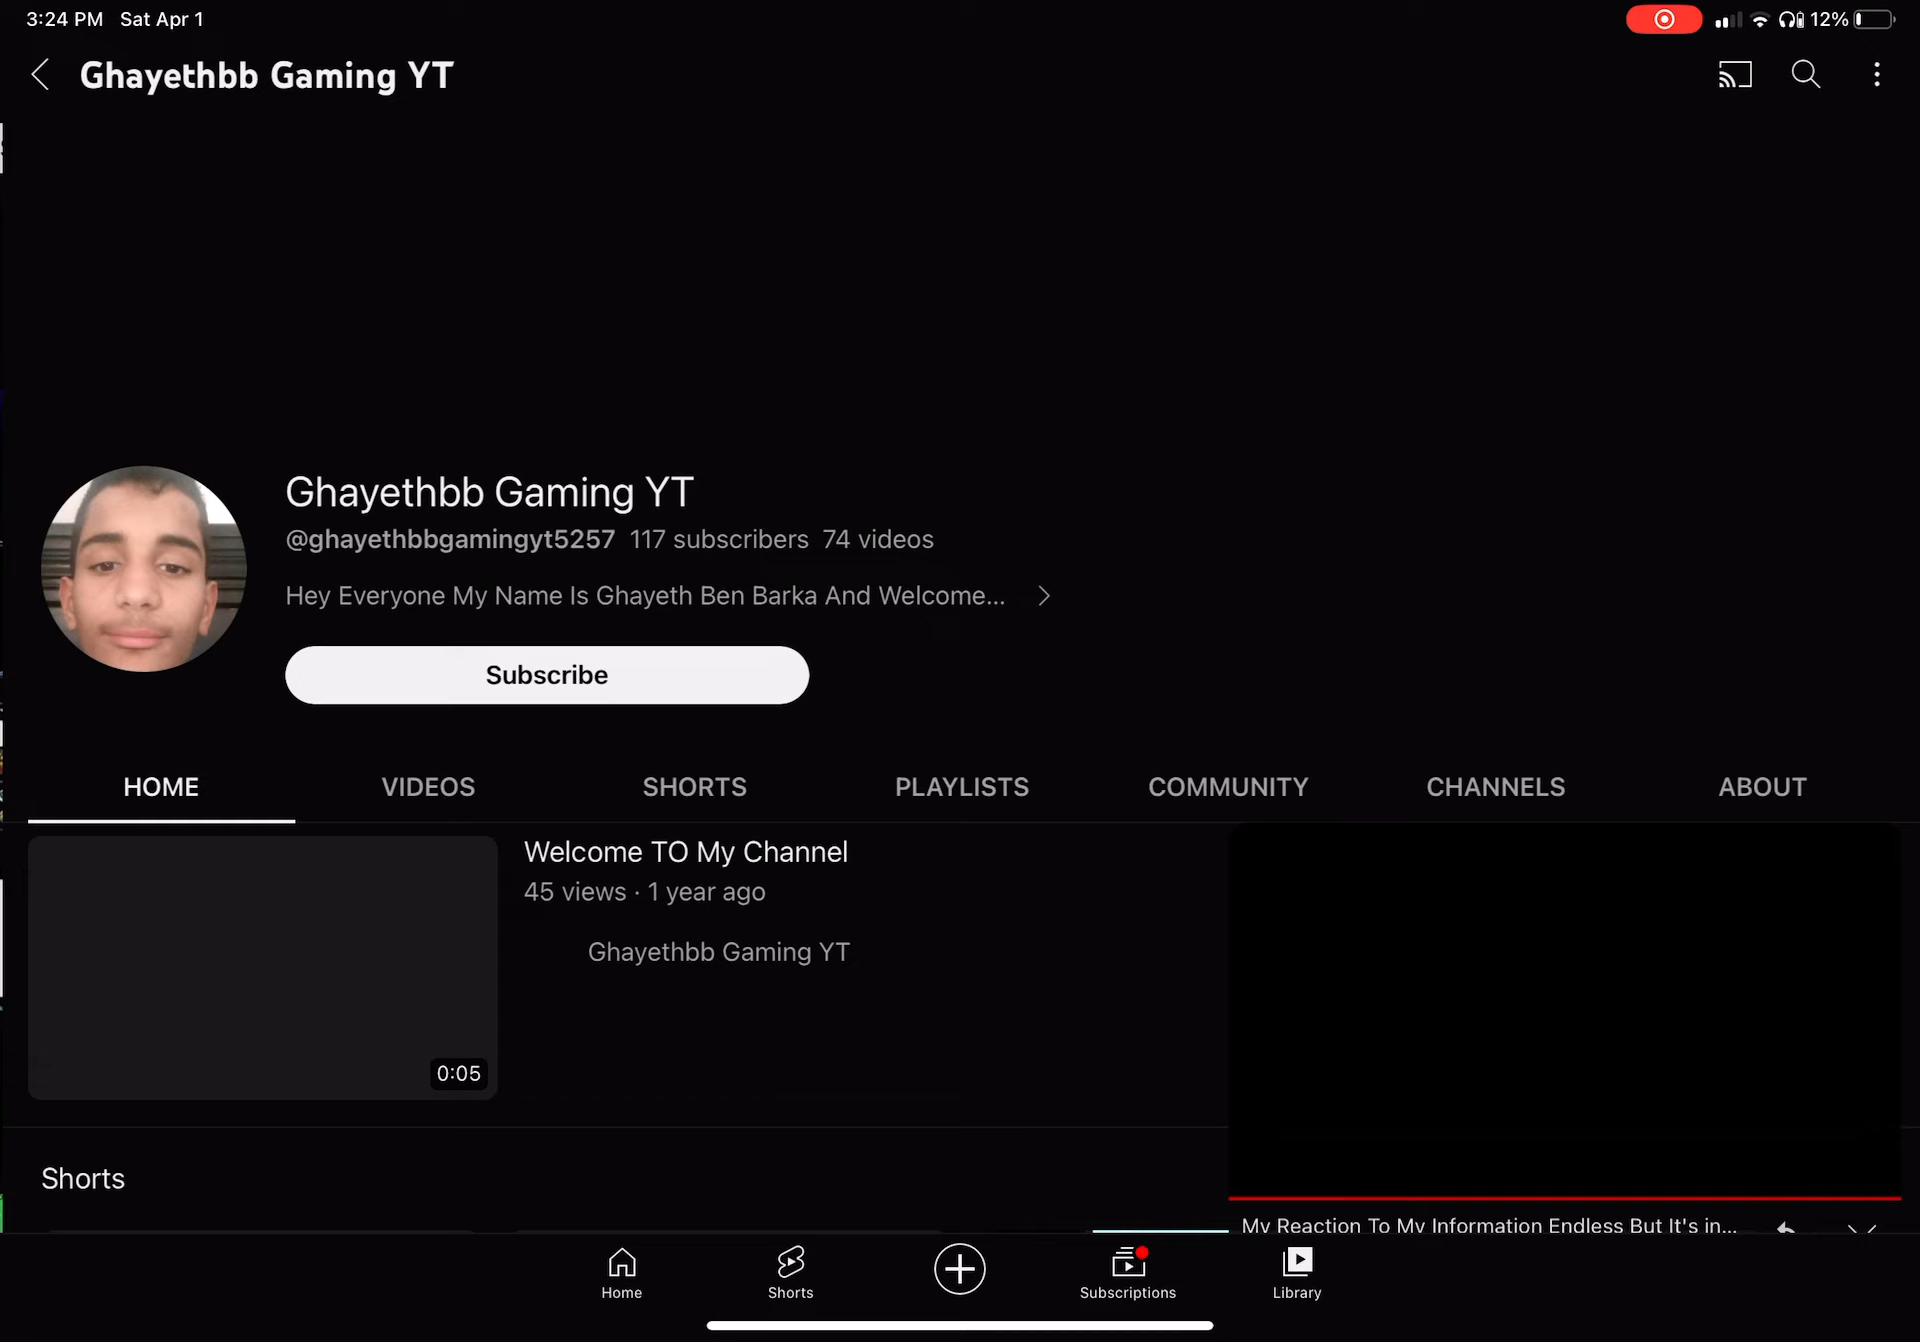 3:24 PM Sat Apr 1
12%
Ghayethbb Gaming YT
Ghayethbb Gaming YT
@ghayethbbgamingyt5257 117 subscribers 74 videos
Hey Everyone My Name Is Ghayeth Ben Barka And Welcome...
Subscribe
HOME VIDEOS SHORTS PLAYLISTS COMMUNITY CHANNELS ABOUT
Welcome TO My Channel
45 views · 1 year ago
Ghayethbb Gaming YT
0:05
Shorts
My Reaction To My Information Endless But It's in...
Home Shorts Subscriptions Library